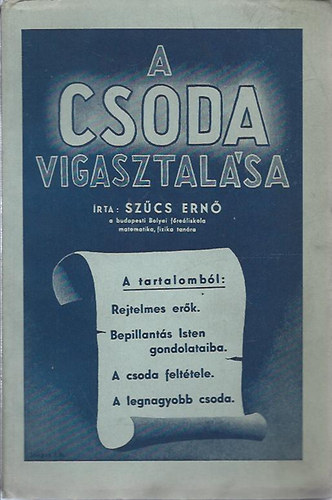 A
CSODA
VIGASZTALÁSA
ÍRTA: SZÜCS ERNŐ
a budapesti Bolyai főreáliskola
matematika, fizika tanára
A tartalomból:
Rejtelmes erők.
Bepillantás Isten
gondolataiba.
A csoda feltétele.
A legnagyobb csoda.